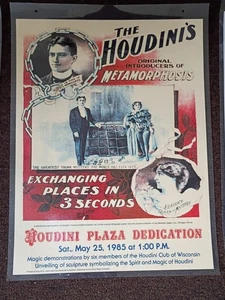 THE
HOUDINI'S
ORIGINAL
INTRODUCERS OF
METAMORPHOSIS
EXCHANGING
PLACES IN
3 SECONDS
HOUDINI PLAZA DEDICATION
Sat., May 25, 1985 at 1:00 P.M.
Magic demonstrations by six members of the Houdini Club of Wisconsin
Unveiling of sculpture symbolizing the Spirit and Magic of Houdini